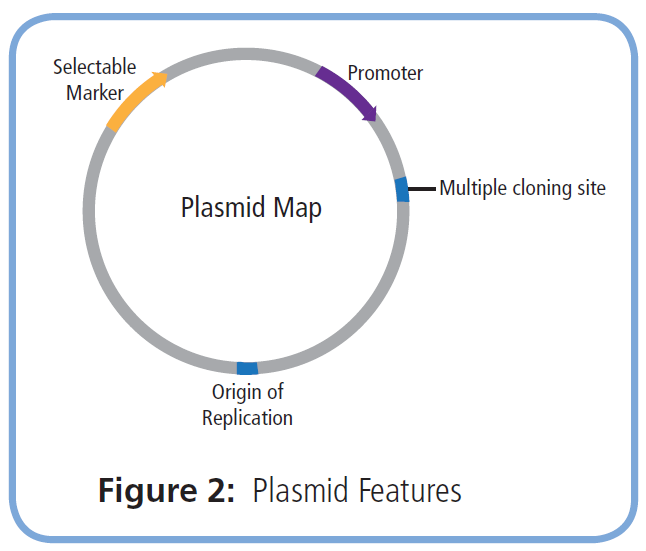 Selectable
Marker
Promoter
Multiple cloning site
Plasmid Map
Origin of
Replication
Figure 2: Plasmid Features